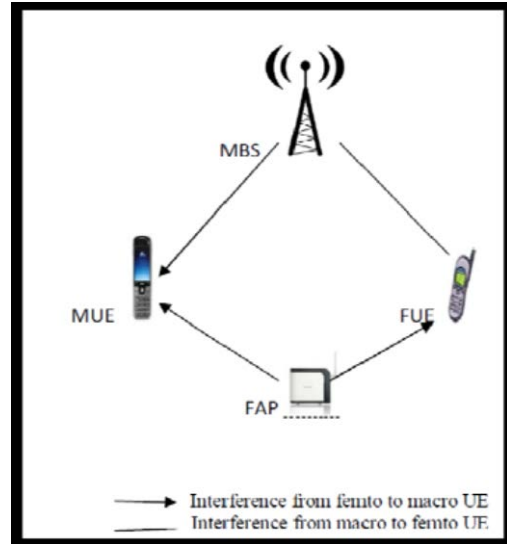 MBS
MUE
FUE
FAP
Interference from femto to macro UE
Interference from macro to femto UE